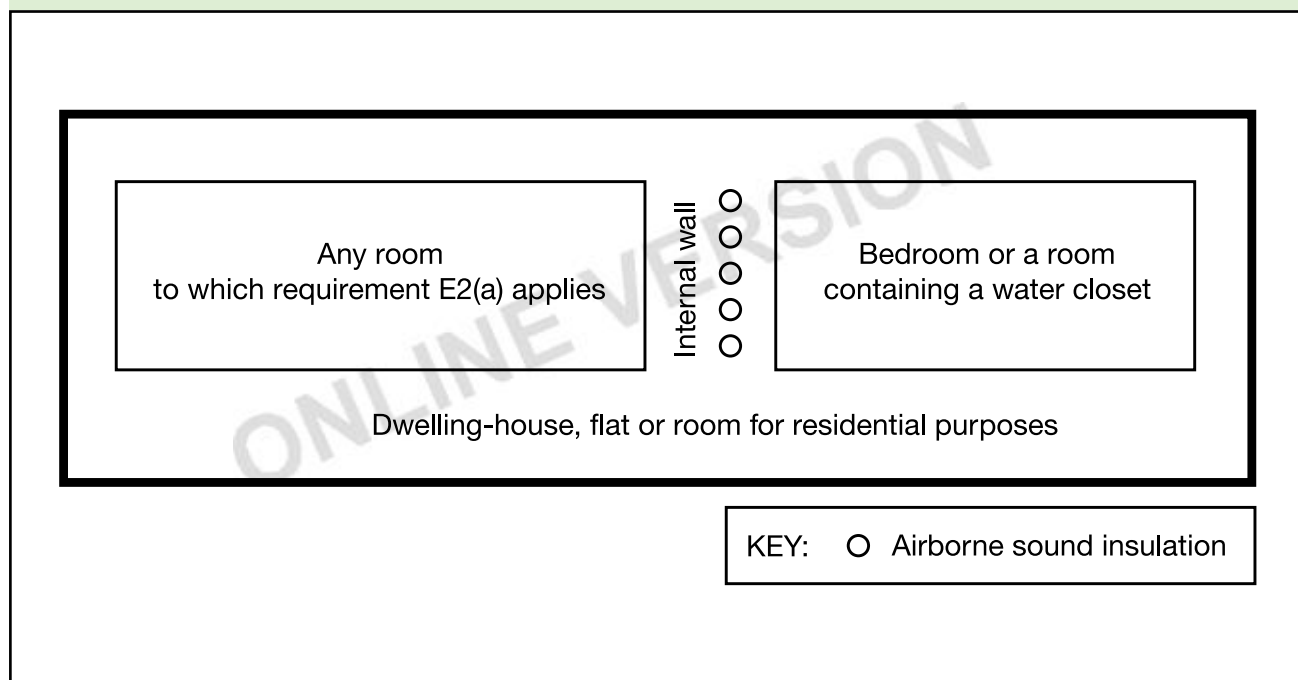 Any room
to which requirement E2(a) applies
Internal wall
Bedroom or a room
containing a water closet
Dwelling-house, flat or room for residential purposes
ONLINE VERSION
KEY: Airborne sound insulation